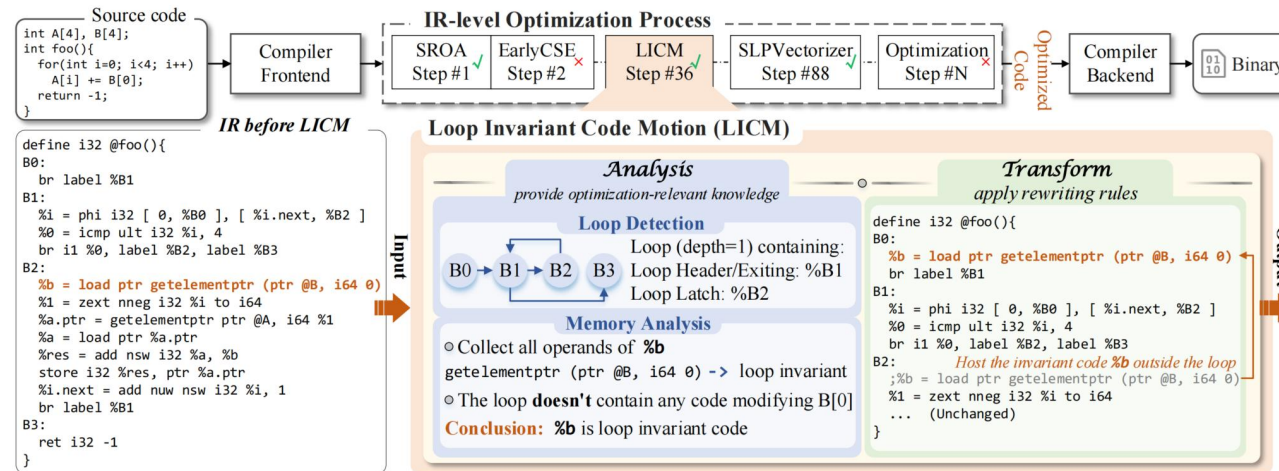 Source code
int A[4], B[4];
int foo(){
for(int i=0; i<4; i++)
A[i] += B[0];
return -1;
}
Compiler
Frontend
IR-level Optimization Process
SROA
Step #1
EarlyCSE
Step #2
LICM
Step #36
SLPVectorizer
Step #88
Optimization
Step #N
Optimized
Code
Compiler
Backend
01
10
Binary
IR before LICM
define i32 @foo(){
B0:
br label %B1
B1:
%i = phi i32 [ 0, %B0 ], [ %i.next, %B2 ]
%0 = icmp ult i32 %i, 4
br i1 %0, label %B2, label %B3
B2:
%b = load ptr getelementptr (ptr @B, i64 0)
%1 = zext nneg i32 %i to i64
%a.ptr = getelementptr ptr @A, i64 %1
%a = load ptr %a.ptr
%res = add nsw i32 %a, %b
store i32 %res, ptr %a.ptr
%i.next = add nuw nsw i32 %i, 1
br label %B1
B3:
ret i32 -1
}
Input
Loop Invariant Code Motion (LICM)
Analysis
provide optimization-relevant knowledge
Loop Detection
B0
B1
B2
B3
Loop (depth=1) containing:
Loop Header/Exiting: %B1
Loop Latch: %B2
Memory Analysis
Collect all operands of %b
getelementptr (ptr @B, i64 0) -> loop invariant
The loop doesn't contain any code modifying B[0]
Conclusion: %b is loop invariant code
Transform
apply rewriting rules
define i32 @foo(){
B0:
%b = load ptr getelementptr (ptr @B, i64 0)
br label %B1
B1:
%i = phi i32 [ 0, %B0 ], [ %i.next, %B2 ]
%0 = icmp ult i32 %i, 4
br i1 %0, label %B2, label %B3
B2:
Host the invariant code %b outside the loop
;%b = load ptr getelementptr (ptr @B, i64 0)
%1 = zext nneg i32 %i to i64
... (Unchanged)
}